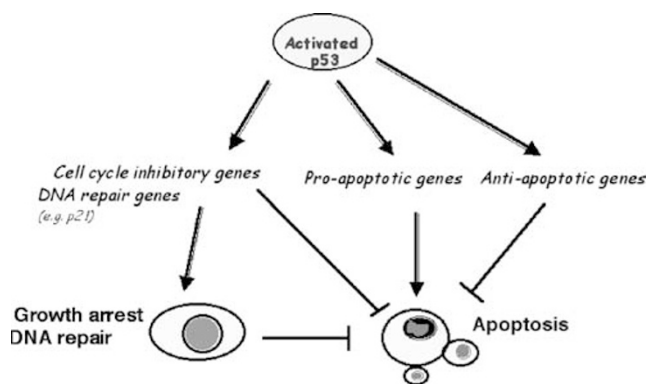 Activated
p53
Cell cycle inhibitory genes
DNA repair genes
(e.g. p21)
Pro-apoptotic genes
Anti-apoptotic genes
Growth arrest
DNA repair
Apoptosis